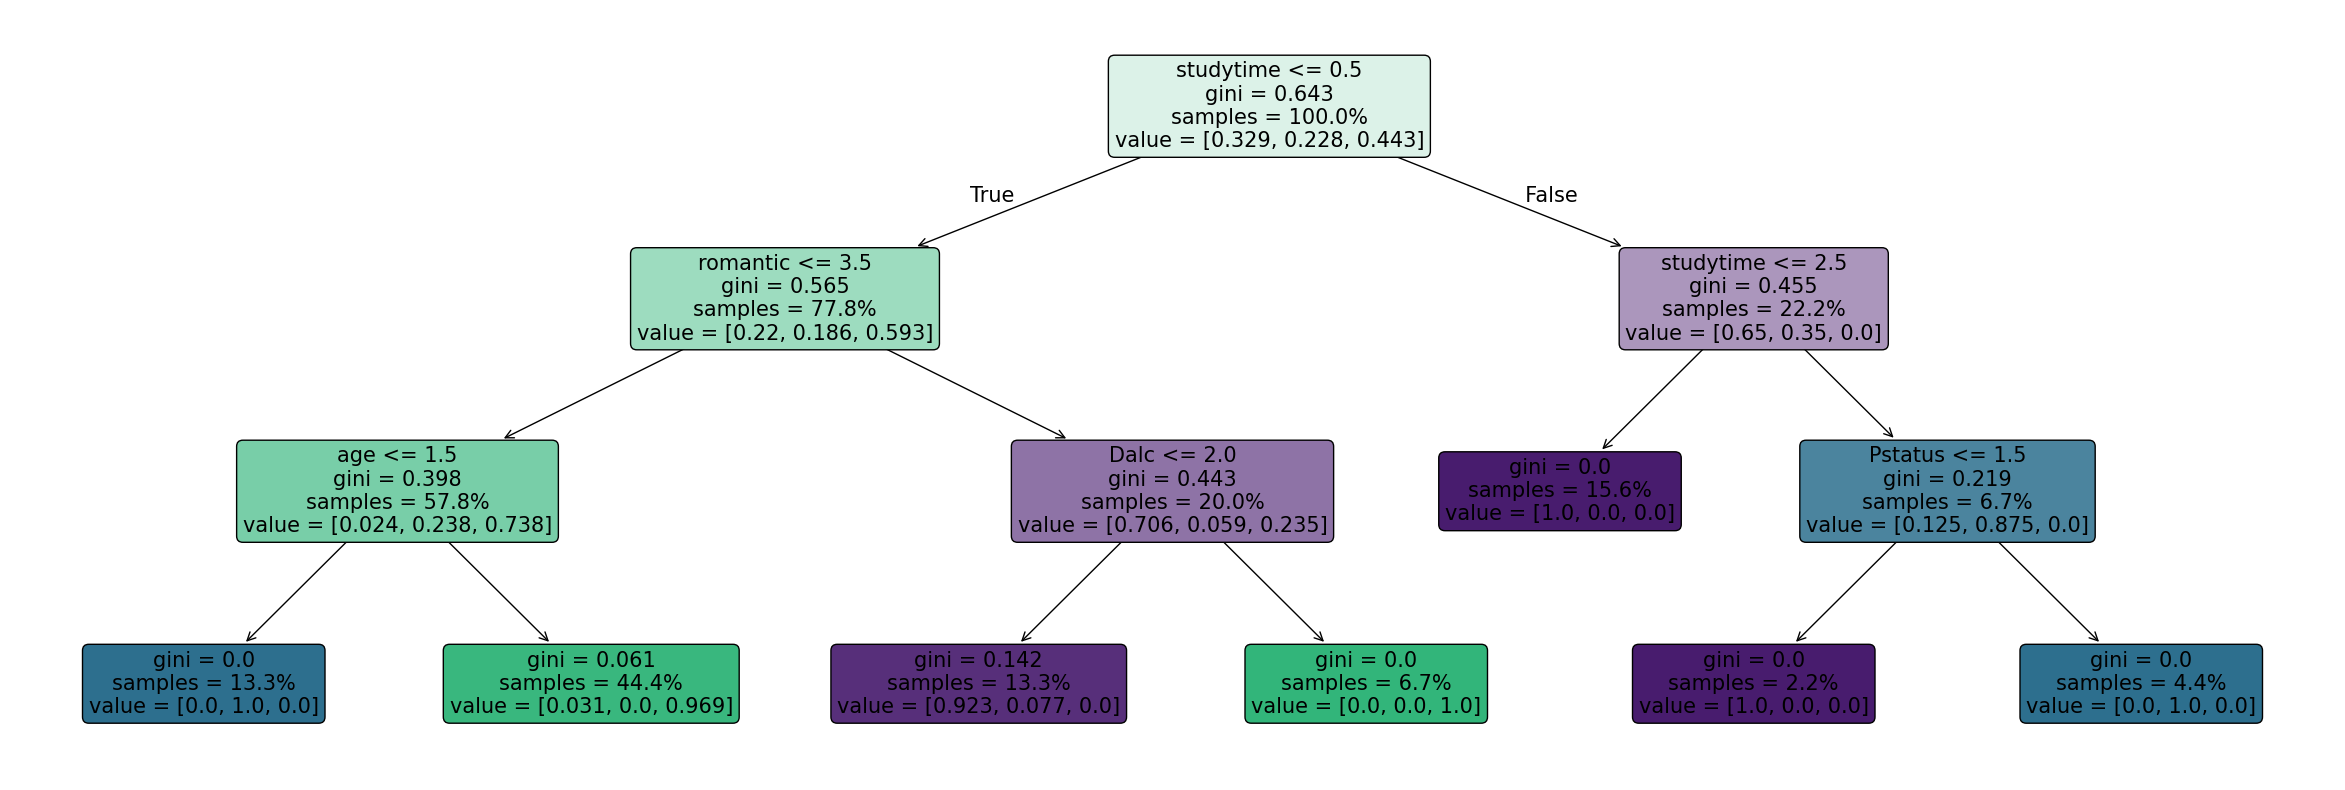 studytime <= 0.5
gini = 0.643
samples = 100.0%
value = [0.329, 0.228, 0.443]
True
False
romantic <= 3.5
gini = 0.565
samples = 77.8%
value = [0.22, 0.186, 0.593]
studytime <= 2.5
gini = 0.455
samples = 22.2%
value = [0.65, 0.35, 0.0]
age <= 1.5
gini = 0.398
samples = 57.8%
value = [0.024, 0.238, 0.738]
Dalc <= 2.0
gini = 0.443
samples = 20.0%
value = [0.706, 0.059, 0.235]
gini = 0.0
samples = 15.6%
value = [1.0, 0.0, 0.0]
Pstatus <= 1.5
gini = 0.219
samples = 6.7%
value = [0.125, 0.875, 0.0]
gini = 0.0
samples = 13.3%
value = [0.0, 1.0, 0.0]
gini = 0.061
samples = 44.4%
value = [0.031, 0.0, 0.969]
gini = 0.142
samples = 13.3%
value = [0.923, 0.077, 0.0]
gini = 0.0
samples = 6.7%
value = [0.0, 0.0, 1.0]
gini = 0.0
samples = 2.2%
value = [1.0, 0.0, 0.0]
gini = 0.0
samples = 4.4%
value = [0.0, 1.0, 0.0]